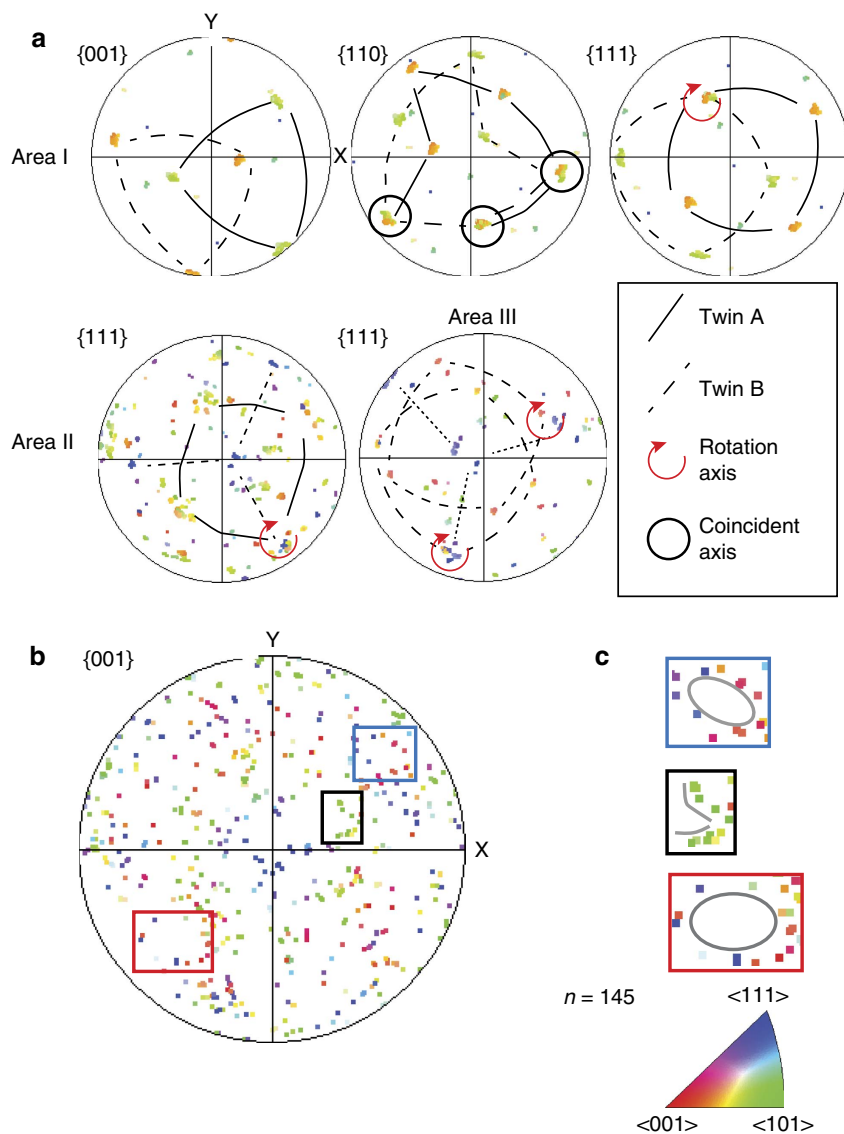 a
Y
{001}
{110}
{111}
Area I
X
Area III
{111}
{111}
Area II
Twin A
Twin B
Rotation
axis
Coincident
axis
b
Y
c
{001}
X
n = 145
<111>
<001>
<101>